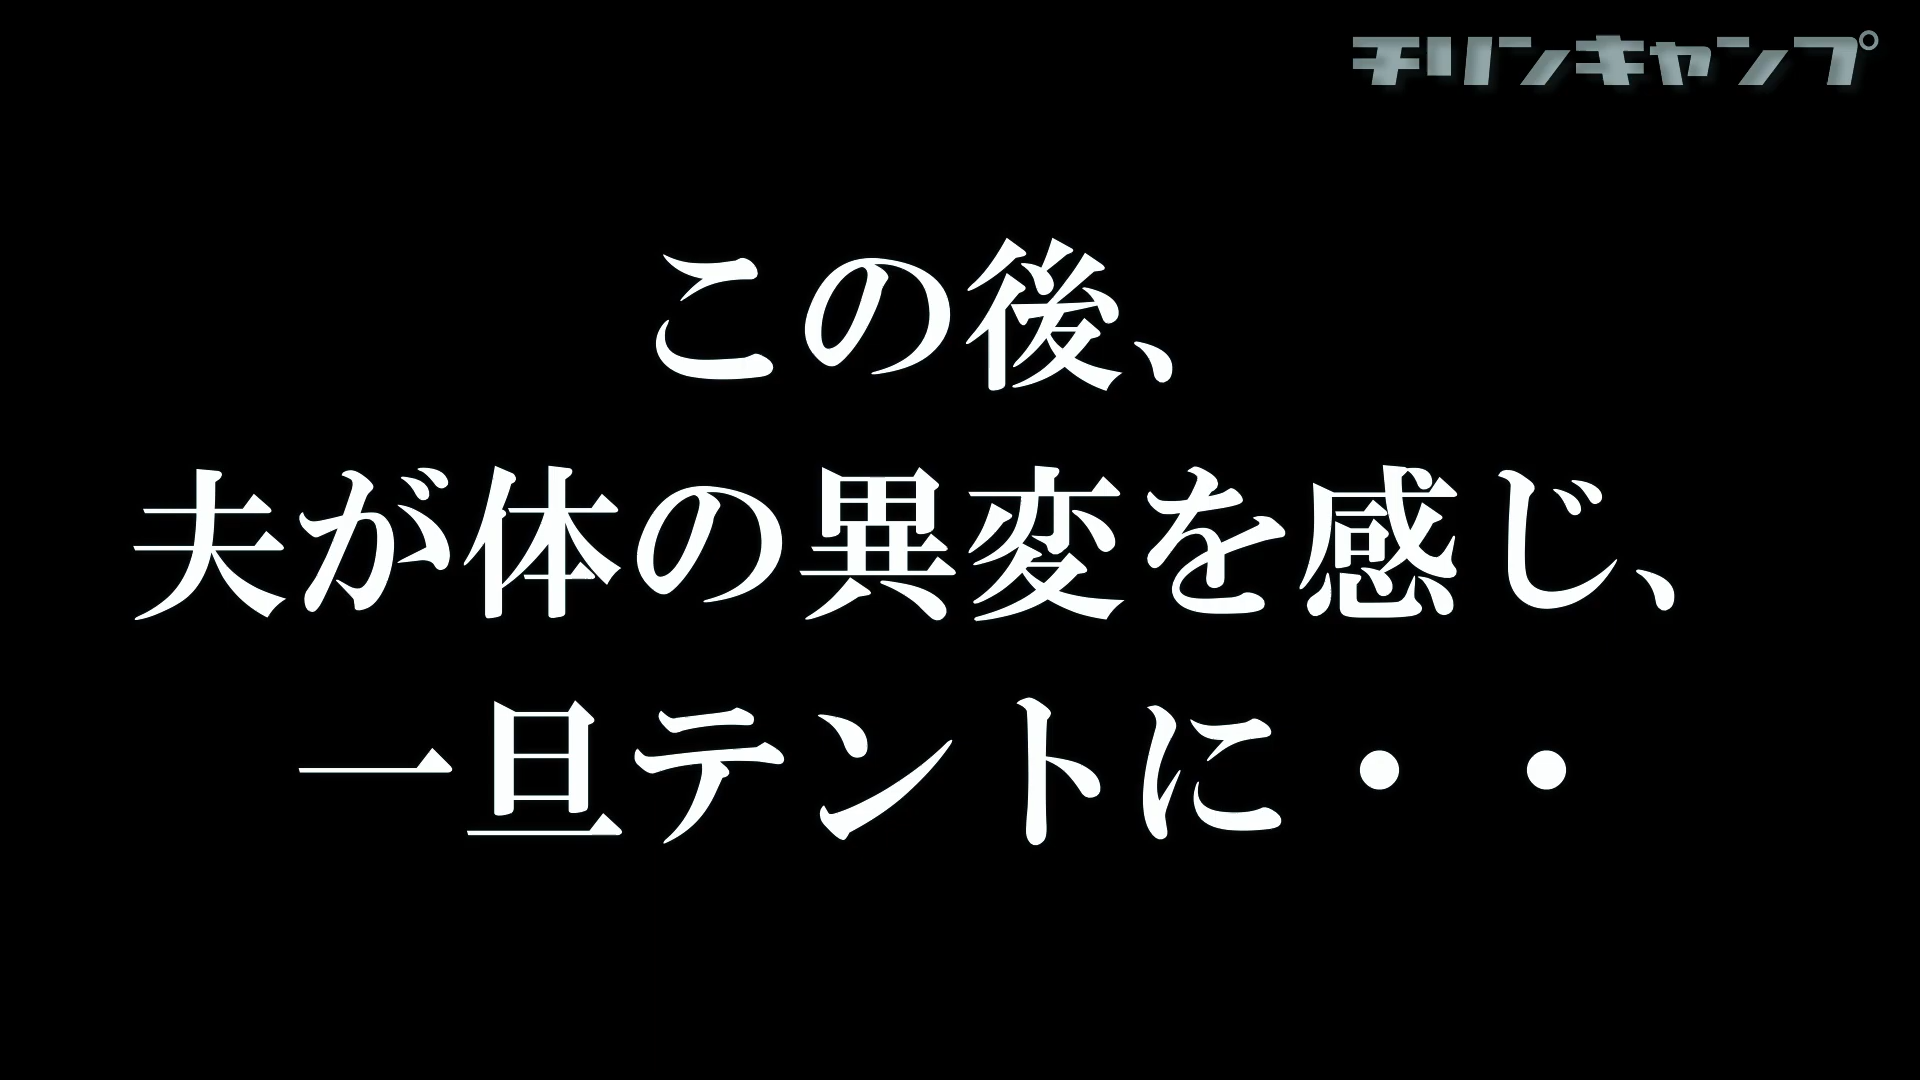 チリンキャンプ
この後、
夫が体の異変を感じ、
一旦テントに・・